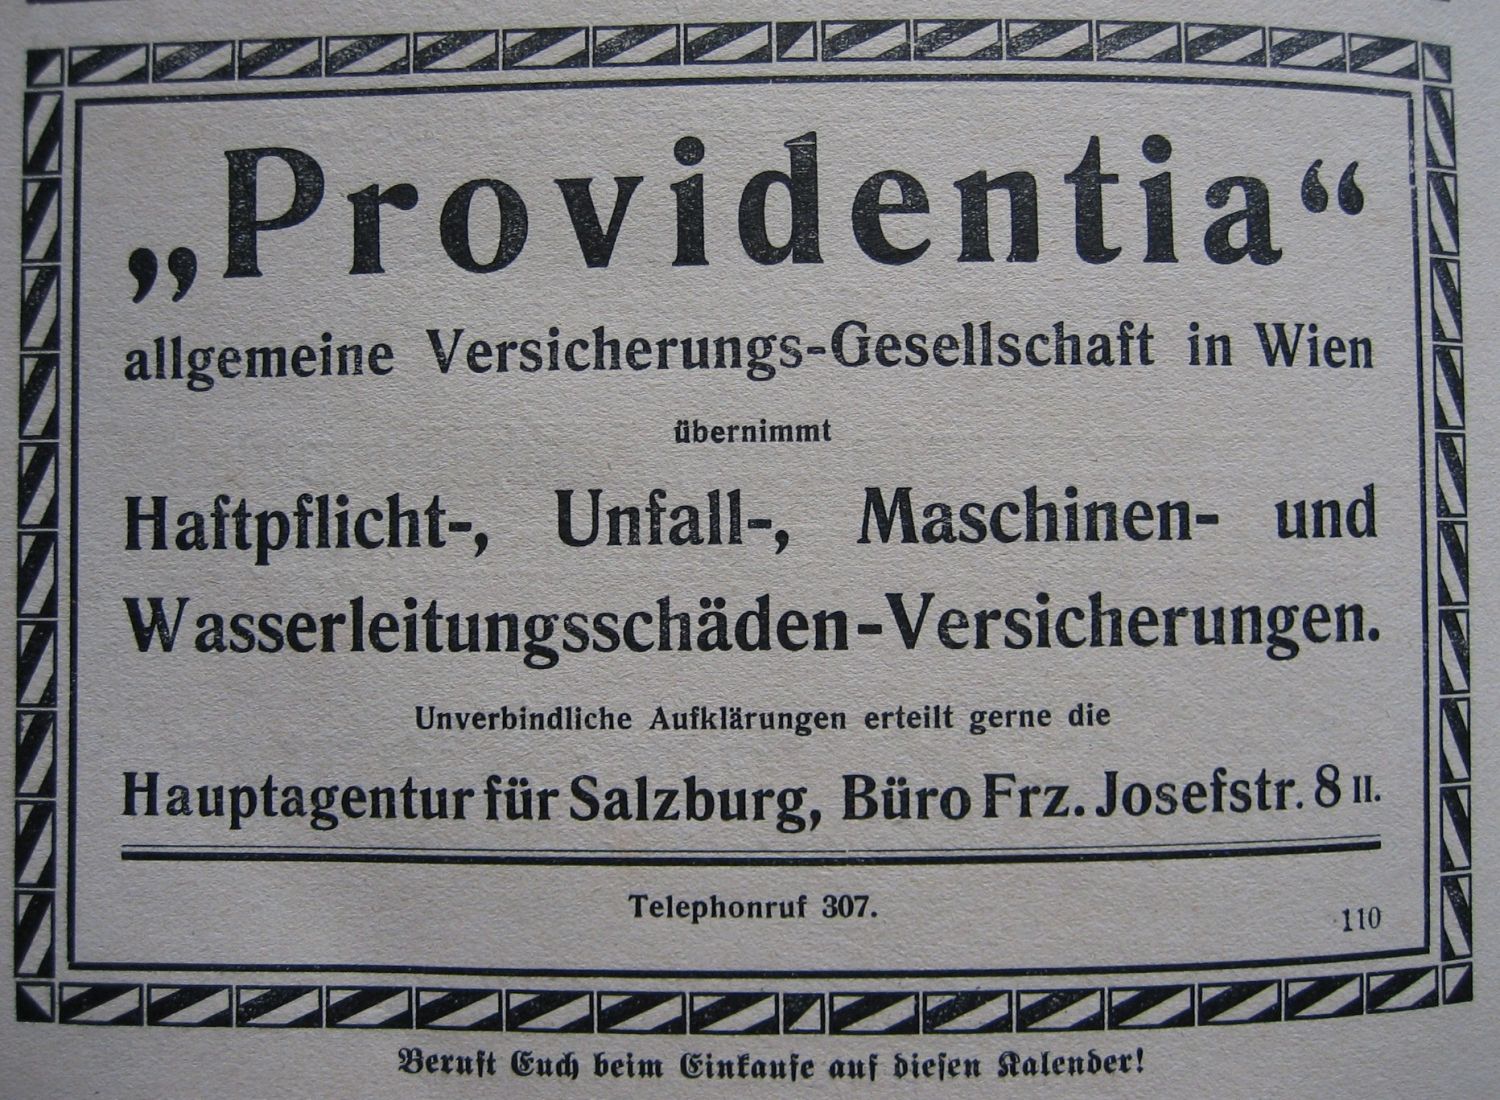 „Providentia“
allgemeine Versicherungs-Gesellschaft in Wien
übernimmt
Haftpflicht-, Unfall-, Maschinen- und
Wasserleitungsschäden-Versicherungen.
Unverbindliche Aufklärungen erteilt gerne die
Hauptagentur für Salzburg, Büro Frz. Josefstr. 8 II.
Telephonruf 307.
110
Beruft Euch beim Einkaufe auf diesen Kalender!